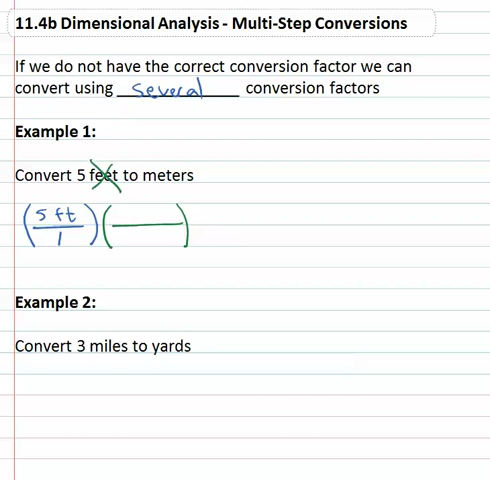 11.4b Dimensional Analysis - Multi-Step Conversions
If we do not have the correct conversion factor we can
convert using several conversion factors
Example 1:
Convert 5 feet to meters
(5 ft/1)(——)
Example 2:
Convert 3 miles to yards